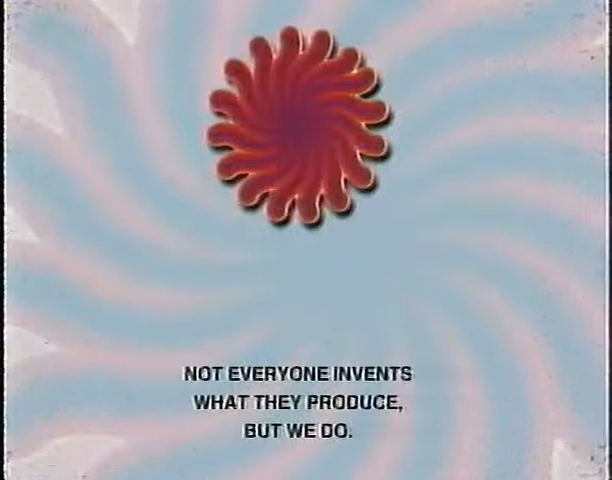 NOT EVERYONE INVENTS
WHAT THEY PRODUCE,
BUT WE DO.